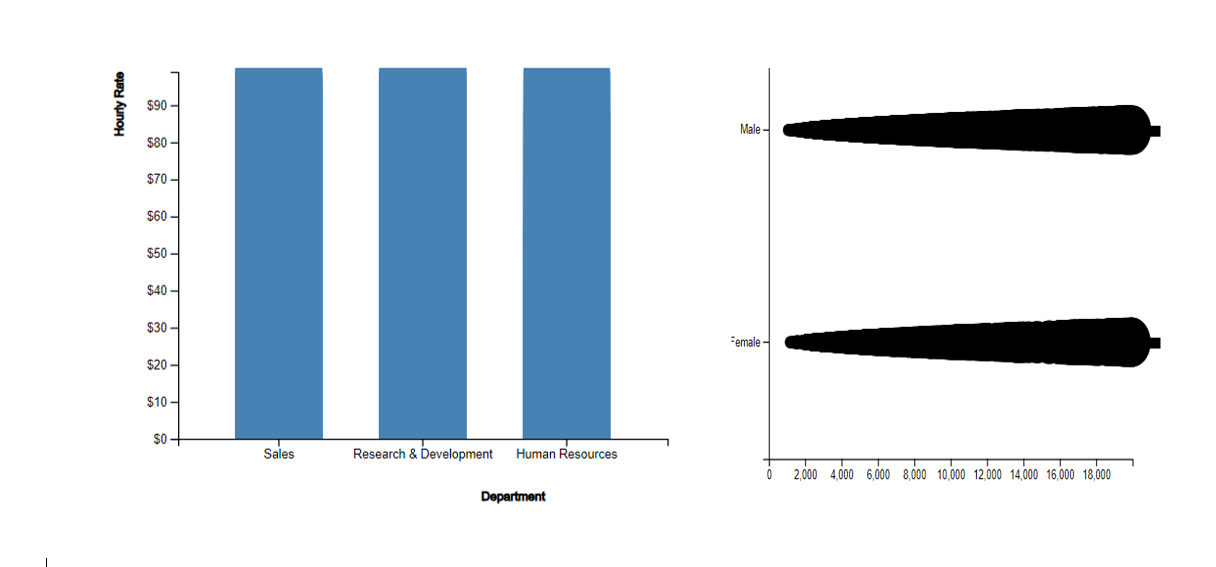 Hourly Rate
$90
$80
$70
$60
$50
$40
$30
$20
$10
$0
Sales Research & Development Human Resources
Department
Male
Female
0 2,000 4,000 6,000 8,000 10,000 12,000 14,000 16,000 18,000